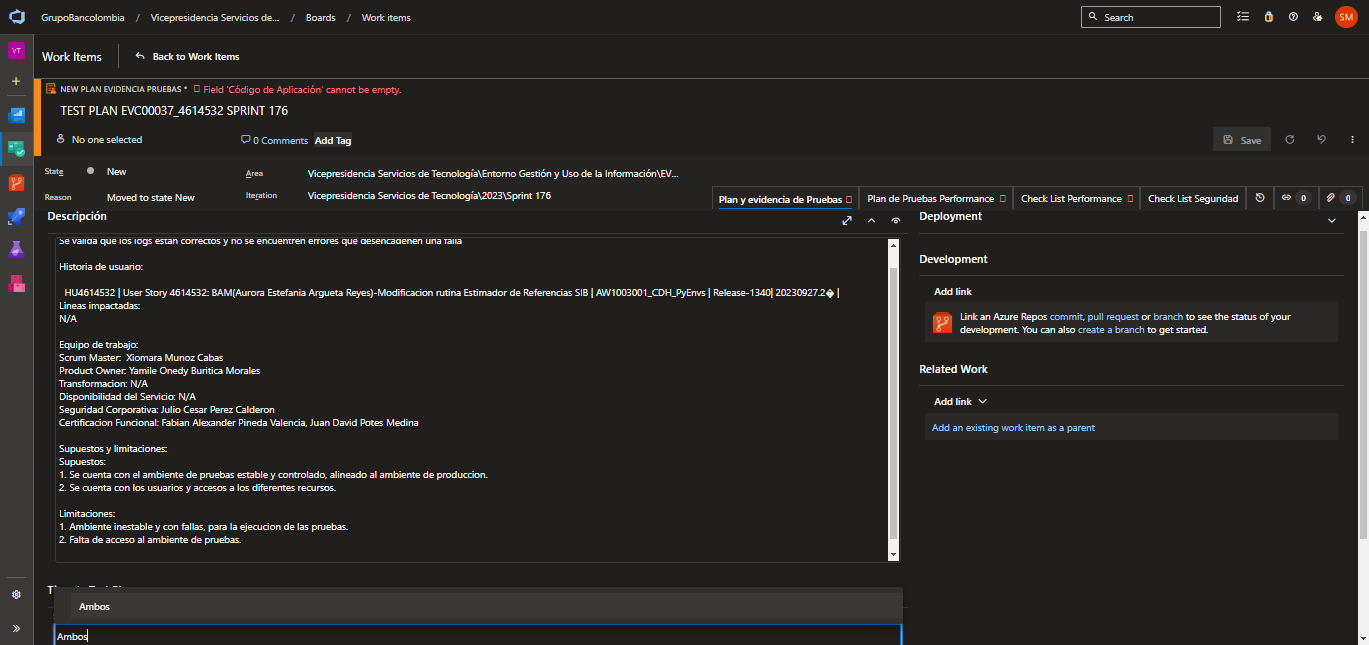 GrupoBancolombia / Vicepresidencia Servicios de... / Boards / Work items
Search
SM
VT
Work Items
Back to Work Items
NEW PLAN EVIDENCIA PRUEBAS * Field 'Código de Aplicación' cannot be empty.
TEST PLAN EVC00037_4614532 SPRINT 176
No one selected
0 Comments
Add Tag
Save
State
New
Area
Vicepresidencia Servicios de Tecnología\Entorno Gestión y Uso de la Información\EV...
Reason
Moved to state New
Iteration
Vicepresidencia Servicios de Tecnología\2023\Sprint 176
Plan y evidencia de Pruebas
Plan de Pruebas Performance
Check List Performance
Check List Seguridad
0
0
Descripción
Se valida que los logs estan correctos y no se encuentren errores que desencadenen una falla
Historia de usuario:
HU4614532 | User Story 4614532: BAM(Aurora Estefania Argueta Reyes)-Modificacion rutina Estimador de Referencias SIB | AW1003001_CDH_PyEnvs | Release-1340| 20230927.2� |
Lineas impactadas:
N/A
Equipo de trabajo:
Scrum Master: Xiomara Munoz Cabas
Product Owner: Yamile Onedy Buritica Morales
Transformacion: N/A
Disponibilidad del Servicio: N/A
Seguridad Corporativa: Julio Cesar Perez Calderon
Certificacion Funcional: Fabian Alexander Pineda Valencia, Juan David Potes Medina
Supuestos y limitaciones:
Supuestos:
1. Se cuenta con el ambiente de pruebas estable y controlado, alineado al ambiente de produccion.
2. Se cuenta con los usuarios y accesos a los diferentes recursos.
Limitaciones:
1. Ambiente inestable y con fallas, para la ejecucion de las pruebas.
2. Falta de acceso al ambiente de pruebas.
Ambos
Ambos
Deployment
Development
Add link
Link an Azure Repos commit, pull request or branch to see the status of your
development. You can also create a branch to get started.
Related Work
Add link
Add an existing work item as a parent